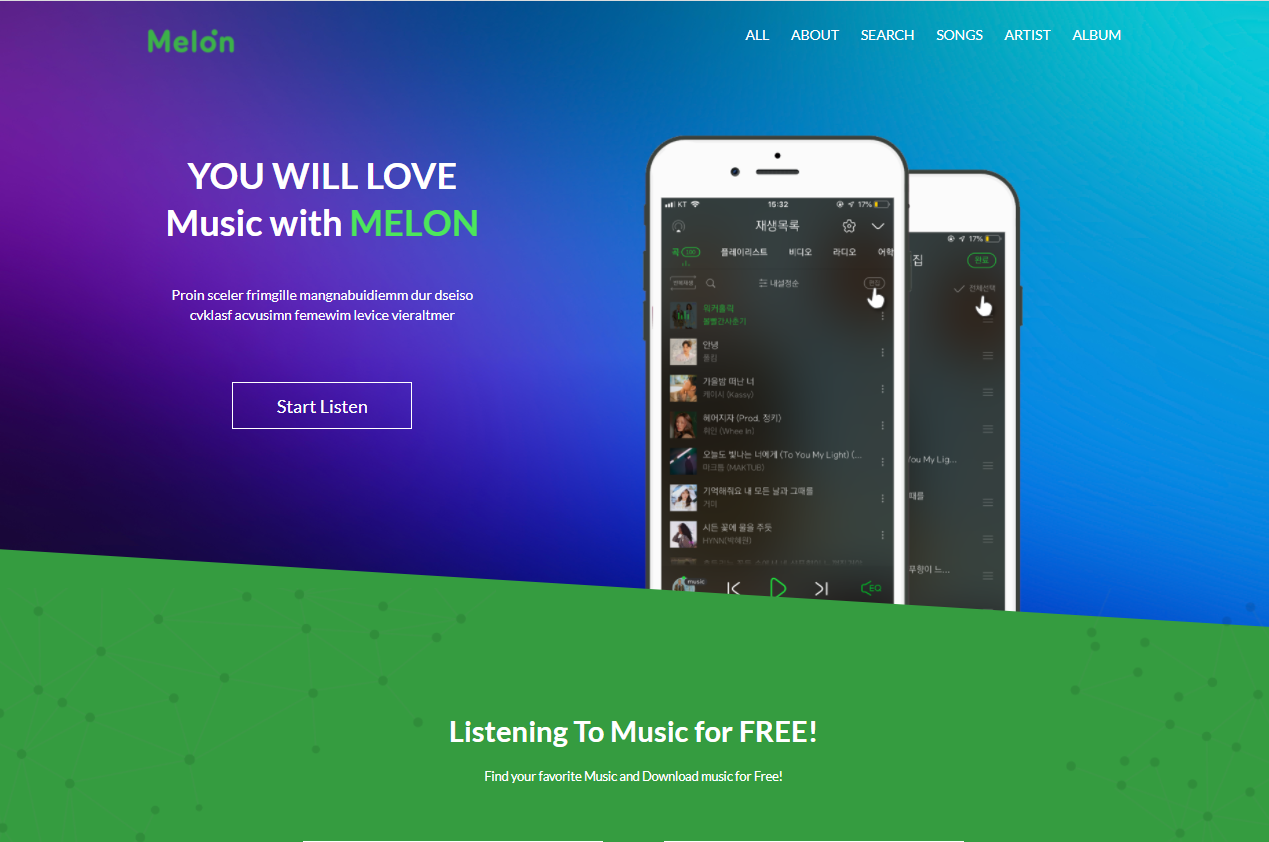 Melon
ALL ABOUT SEARCH SONGS ARTIST ALBUM
YOU WILL LOVE
Music with MELON
Proin sceler frimgille mangnabuidiemm dur dseiso
cvklasf acvusimn femewim levice vieraltmer
Start Listen
KT 15:32 17%
재생목록
곡 100 플레이리스트 비디오 라디오 어학
내설정순 편집
워커홀릭
볼빨간사춘기
안녕
폴킴
가을밤 떠난 너
케이시 (Kassy)
헤어지자 (Prod. 정키)
휘인 (Whee In)
오늘도 빛나는 너에게 (To You My Light) (...
마크툽 (MAKTUB)
기억해줘요 내 모든 날과 그때를
거미
시든 꽃에 물을 주듯
HYNN(박혜원)
music
EQ
17%
집 완료
전체선택
You My Lig...
때를
무향이 느...
Listening To Music for FREE!
Find your favorite Music and Download music for Free!